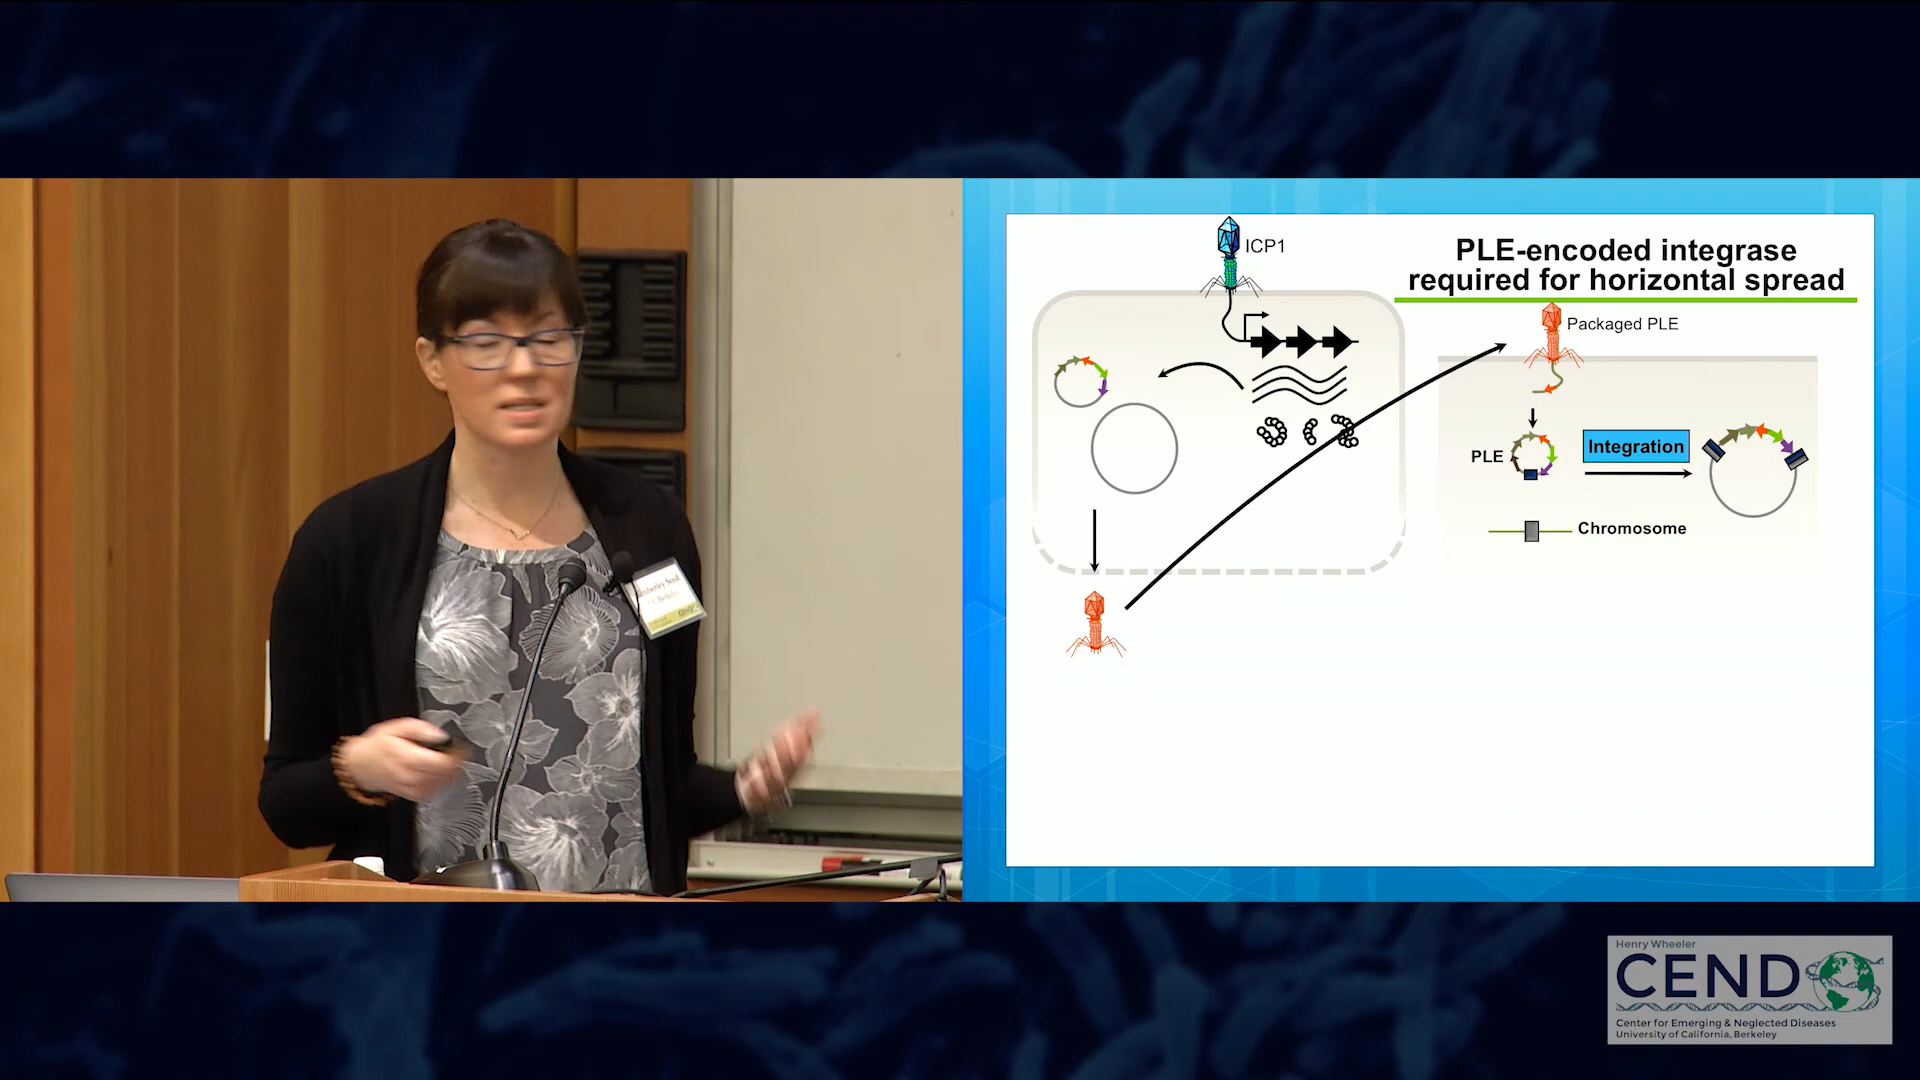 ICP1
PLE-encoded integrase
required for horizontal spread
Packaged PLE
PLE
Integration
Chromosome
Henry Wheeler
CEND
Center for Emerging & Neglected Diseases
University of California, Berkeley